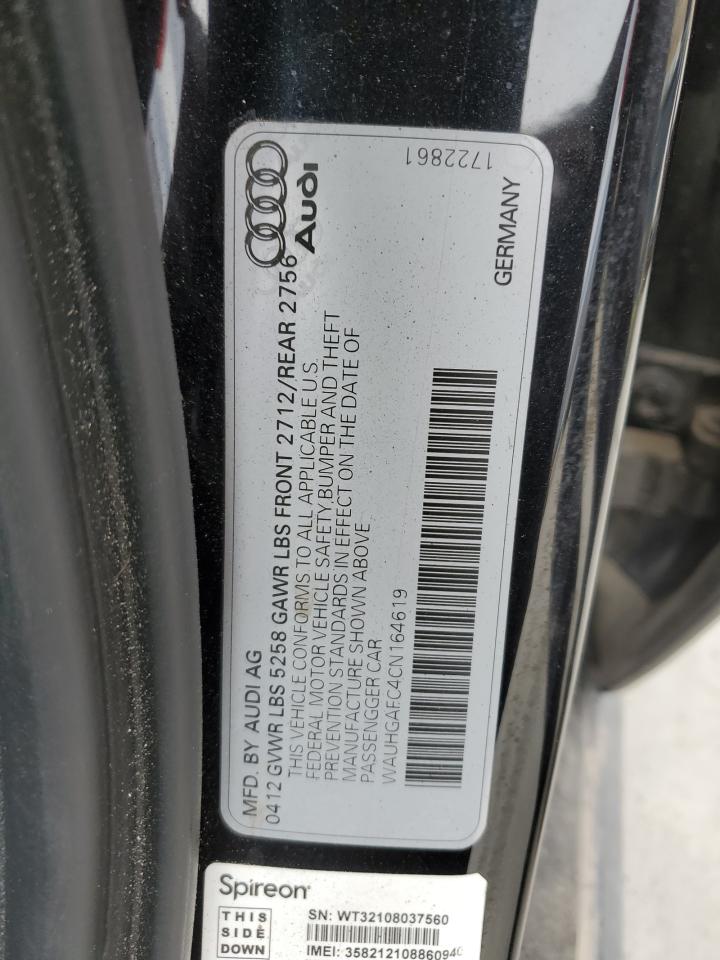 Audi
1722861
MFD. BY AUDI AG
0412 GVWR LBS 5258 GAWR LBS FRONT 2712/REAR 2756
THIS VEHICLE CONFORMS TO ALL APPLICABLE U.S.
FEDERAL MOTOR VEHICLE SAFETY,BUMPER AND THEFT
PREVENTION STANDARDS IN EFFECT ON THE DATE OF
MANUFACTURE SHOWN ABOVE
PASSENGGER CAR
WAUHGAFC4CN164619
GERMANY
Spireon
THIS
SIDE
DOWN
SN: WT32108037560
IMEI: 358212108860940